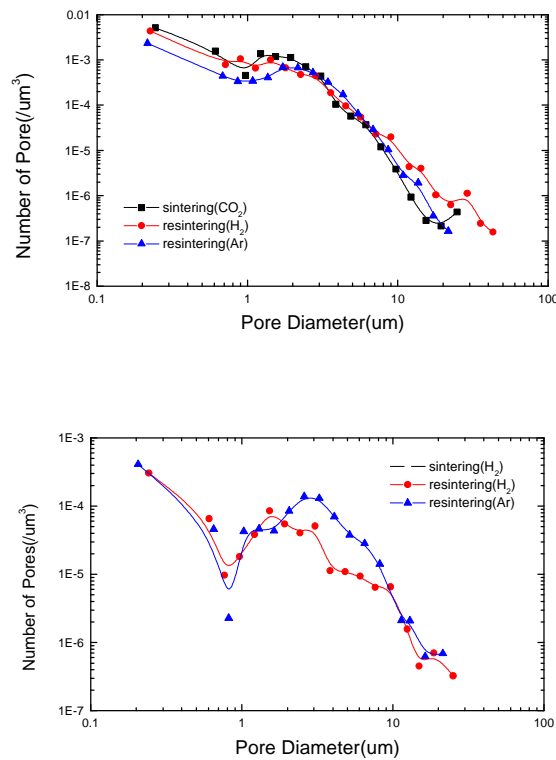 Number of Pore(/um³)
1E-3
1E-4
1E-5
1E-6
1E-7
1E-8
sintering(CO₂)
resintering(H₂)
resintering(Ar)
0.1
1
10
100
Pore Diameter(um)
Number of Pores(/um³)
1E-3
1E-4
1E-5
1E-6
1E-7
sintering(H₂)
resintering(H₂)
resintering(Ar)
0.1
1
10
100
Pore Diameter(um)